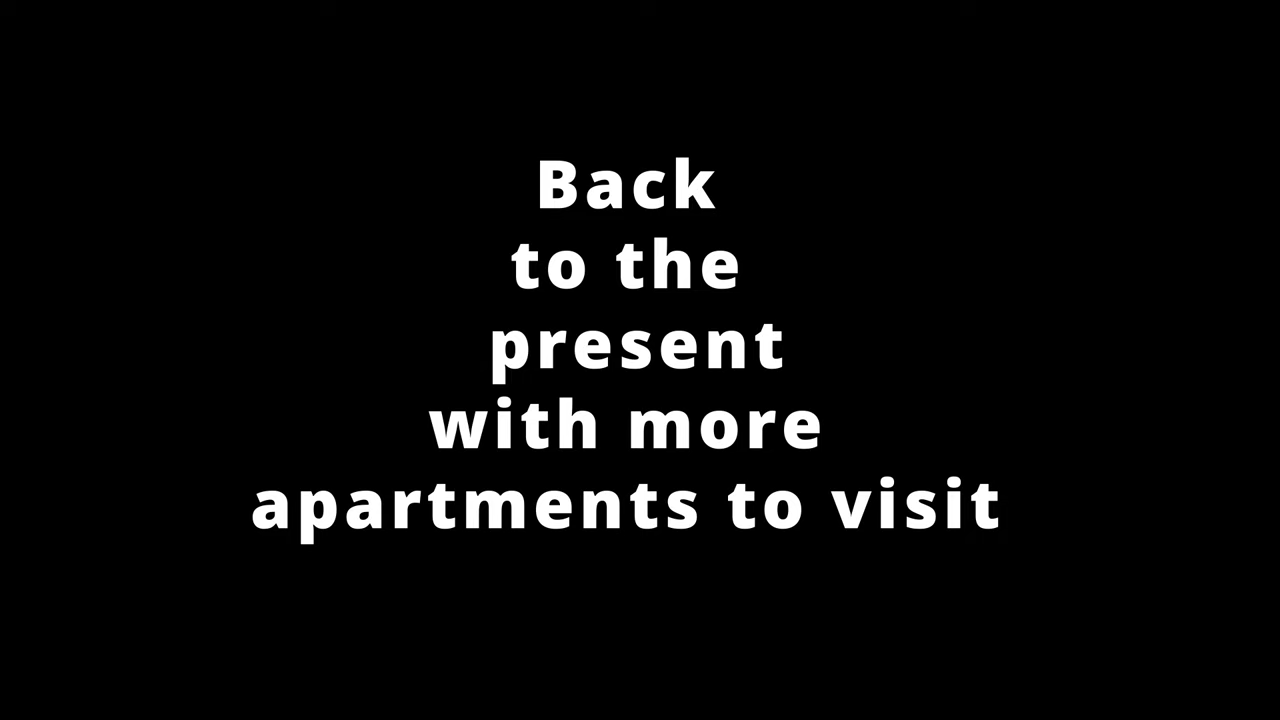 Back
to the
present
with more
apartments to visit